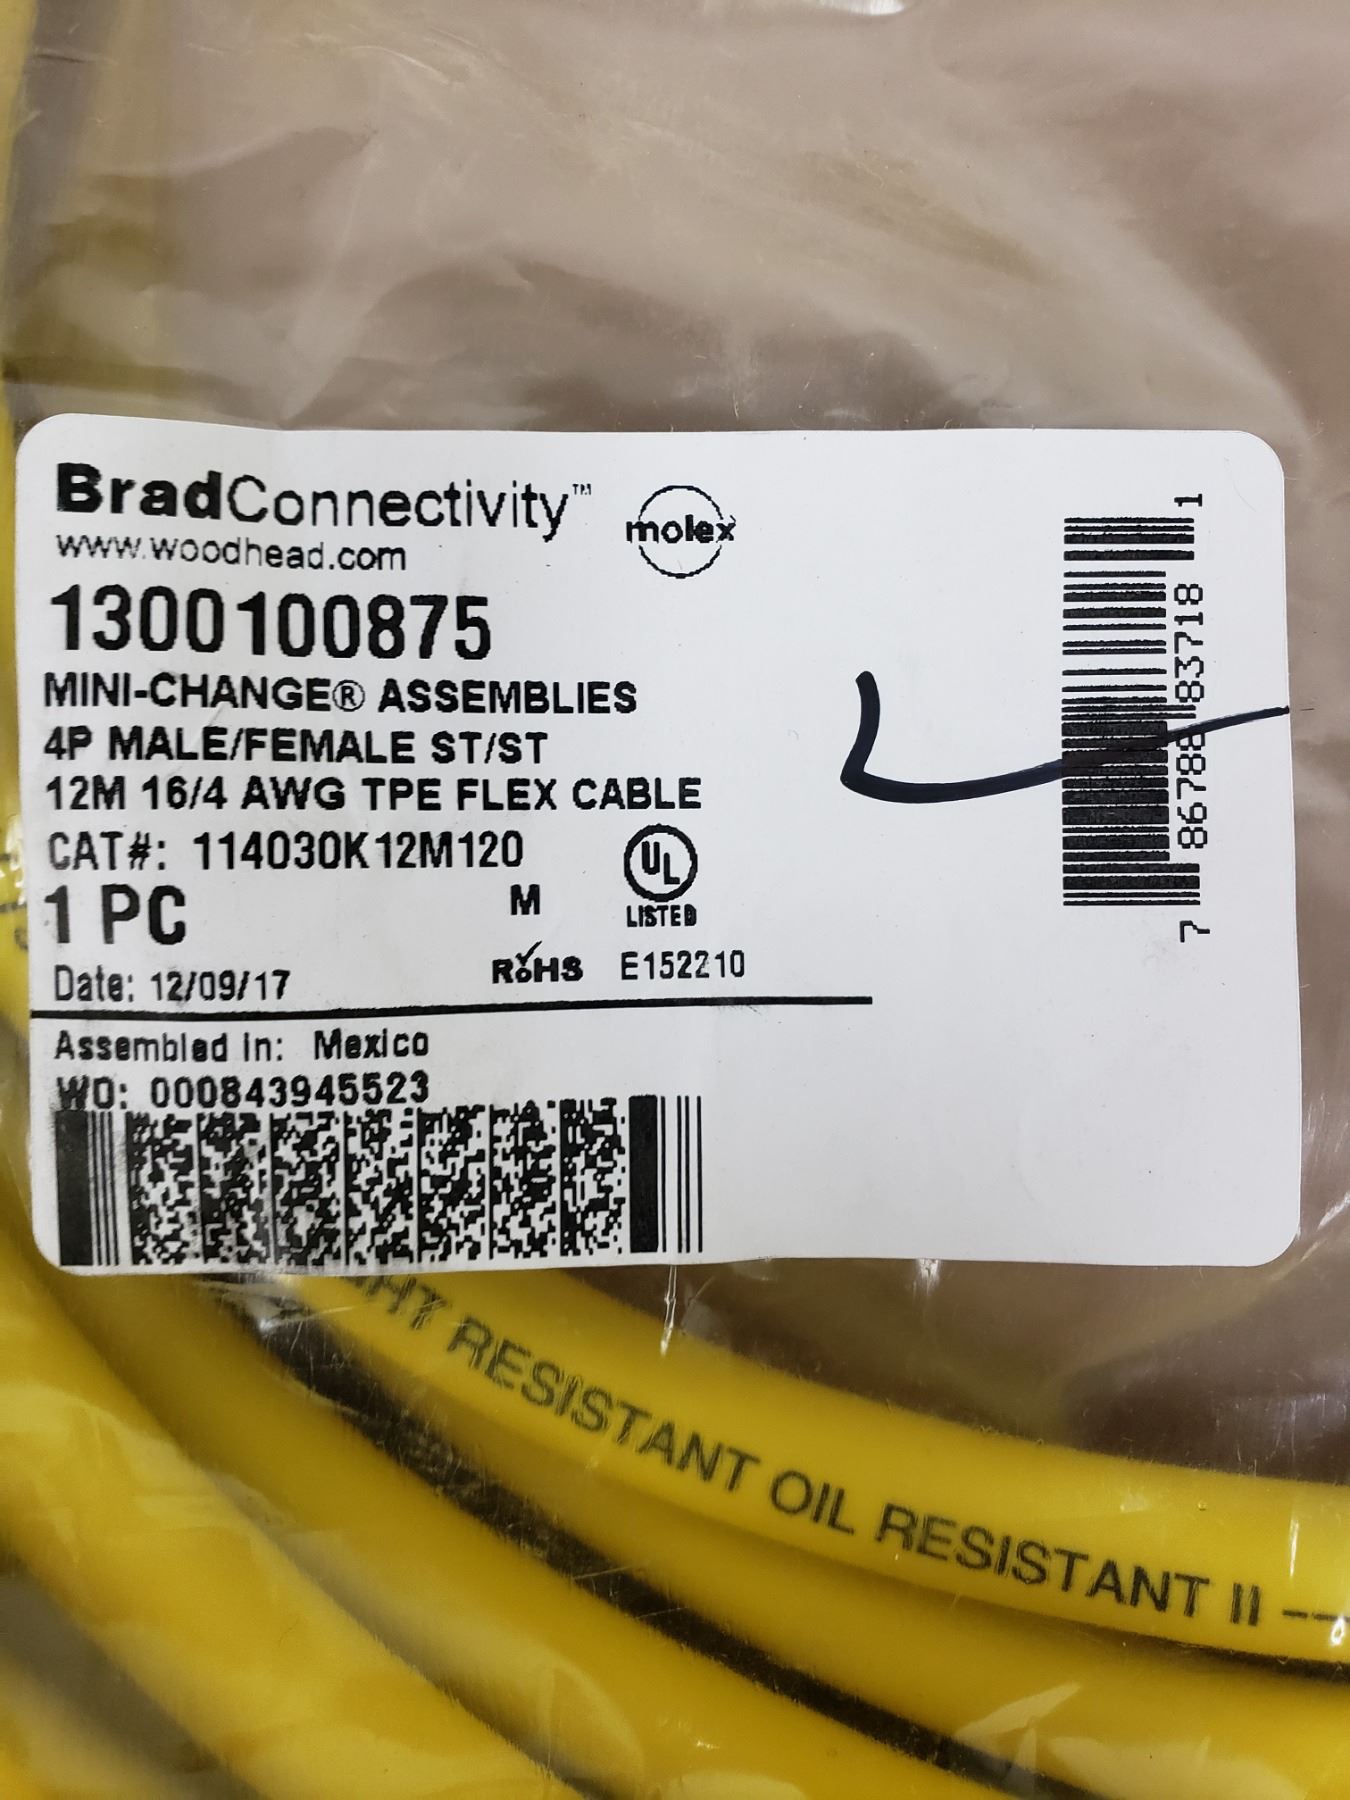 BradConnectivity™
molex
www.woodhead.com
1300100875
MINI-CHANGE® ASSEMBLIES
4P MALE/FEMALE ST/ST
12M 16/4 AWG TPE FLEX CABLE
CAT#: 114030K12M120
1 PC
M
UL
LISTED
Date: 12/09/17
RoHS
E152210
Assembled in: Mexico
WO: 000843945523
7 86788 83718 1
RESISTANT OIL RESISTANT II --